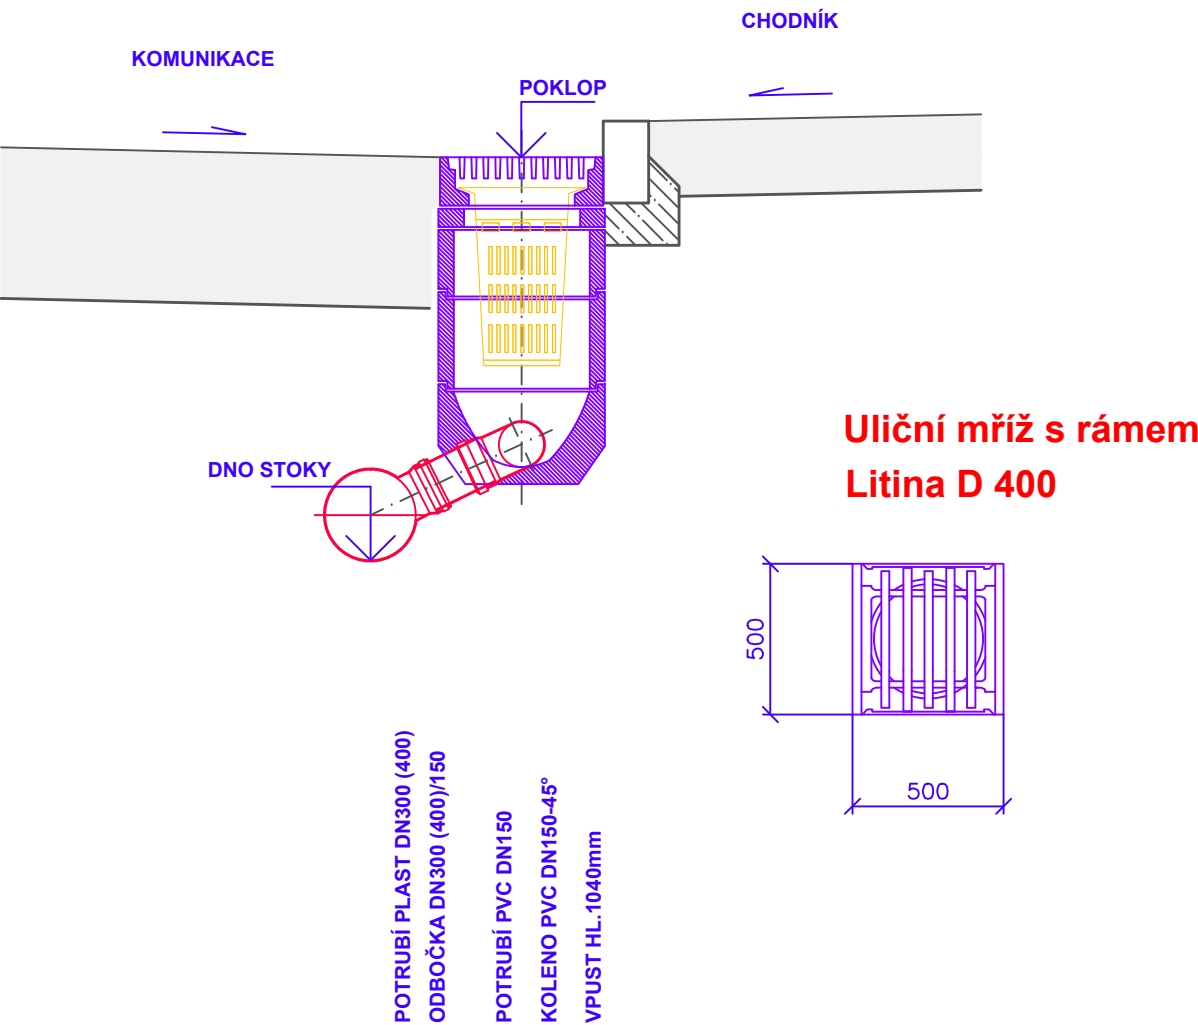 CHODNÍK
KOMUNIKACE
POKLOP
DNO STOKY
Uliční mříž s rámem
Litina D 400
500
500
POTRUBÍ PLAST DN300 (400)
ODBOČKA DN300 (400)/150
POTRUBÍ PVC DN150
KOLENO PVC DN150-45°
VPUST HL.1040mm